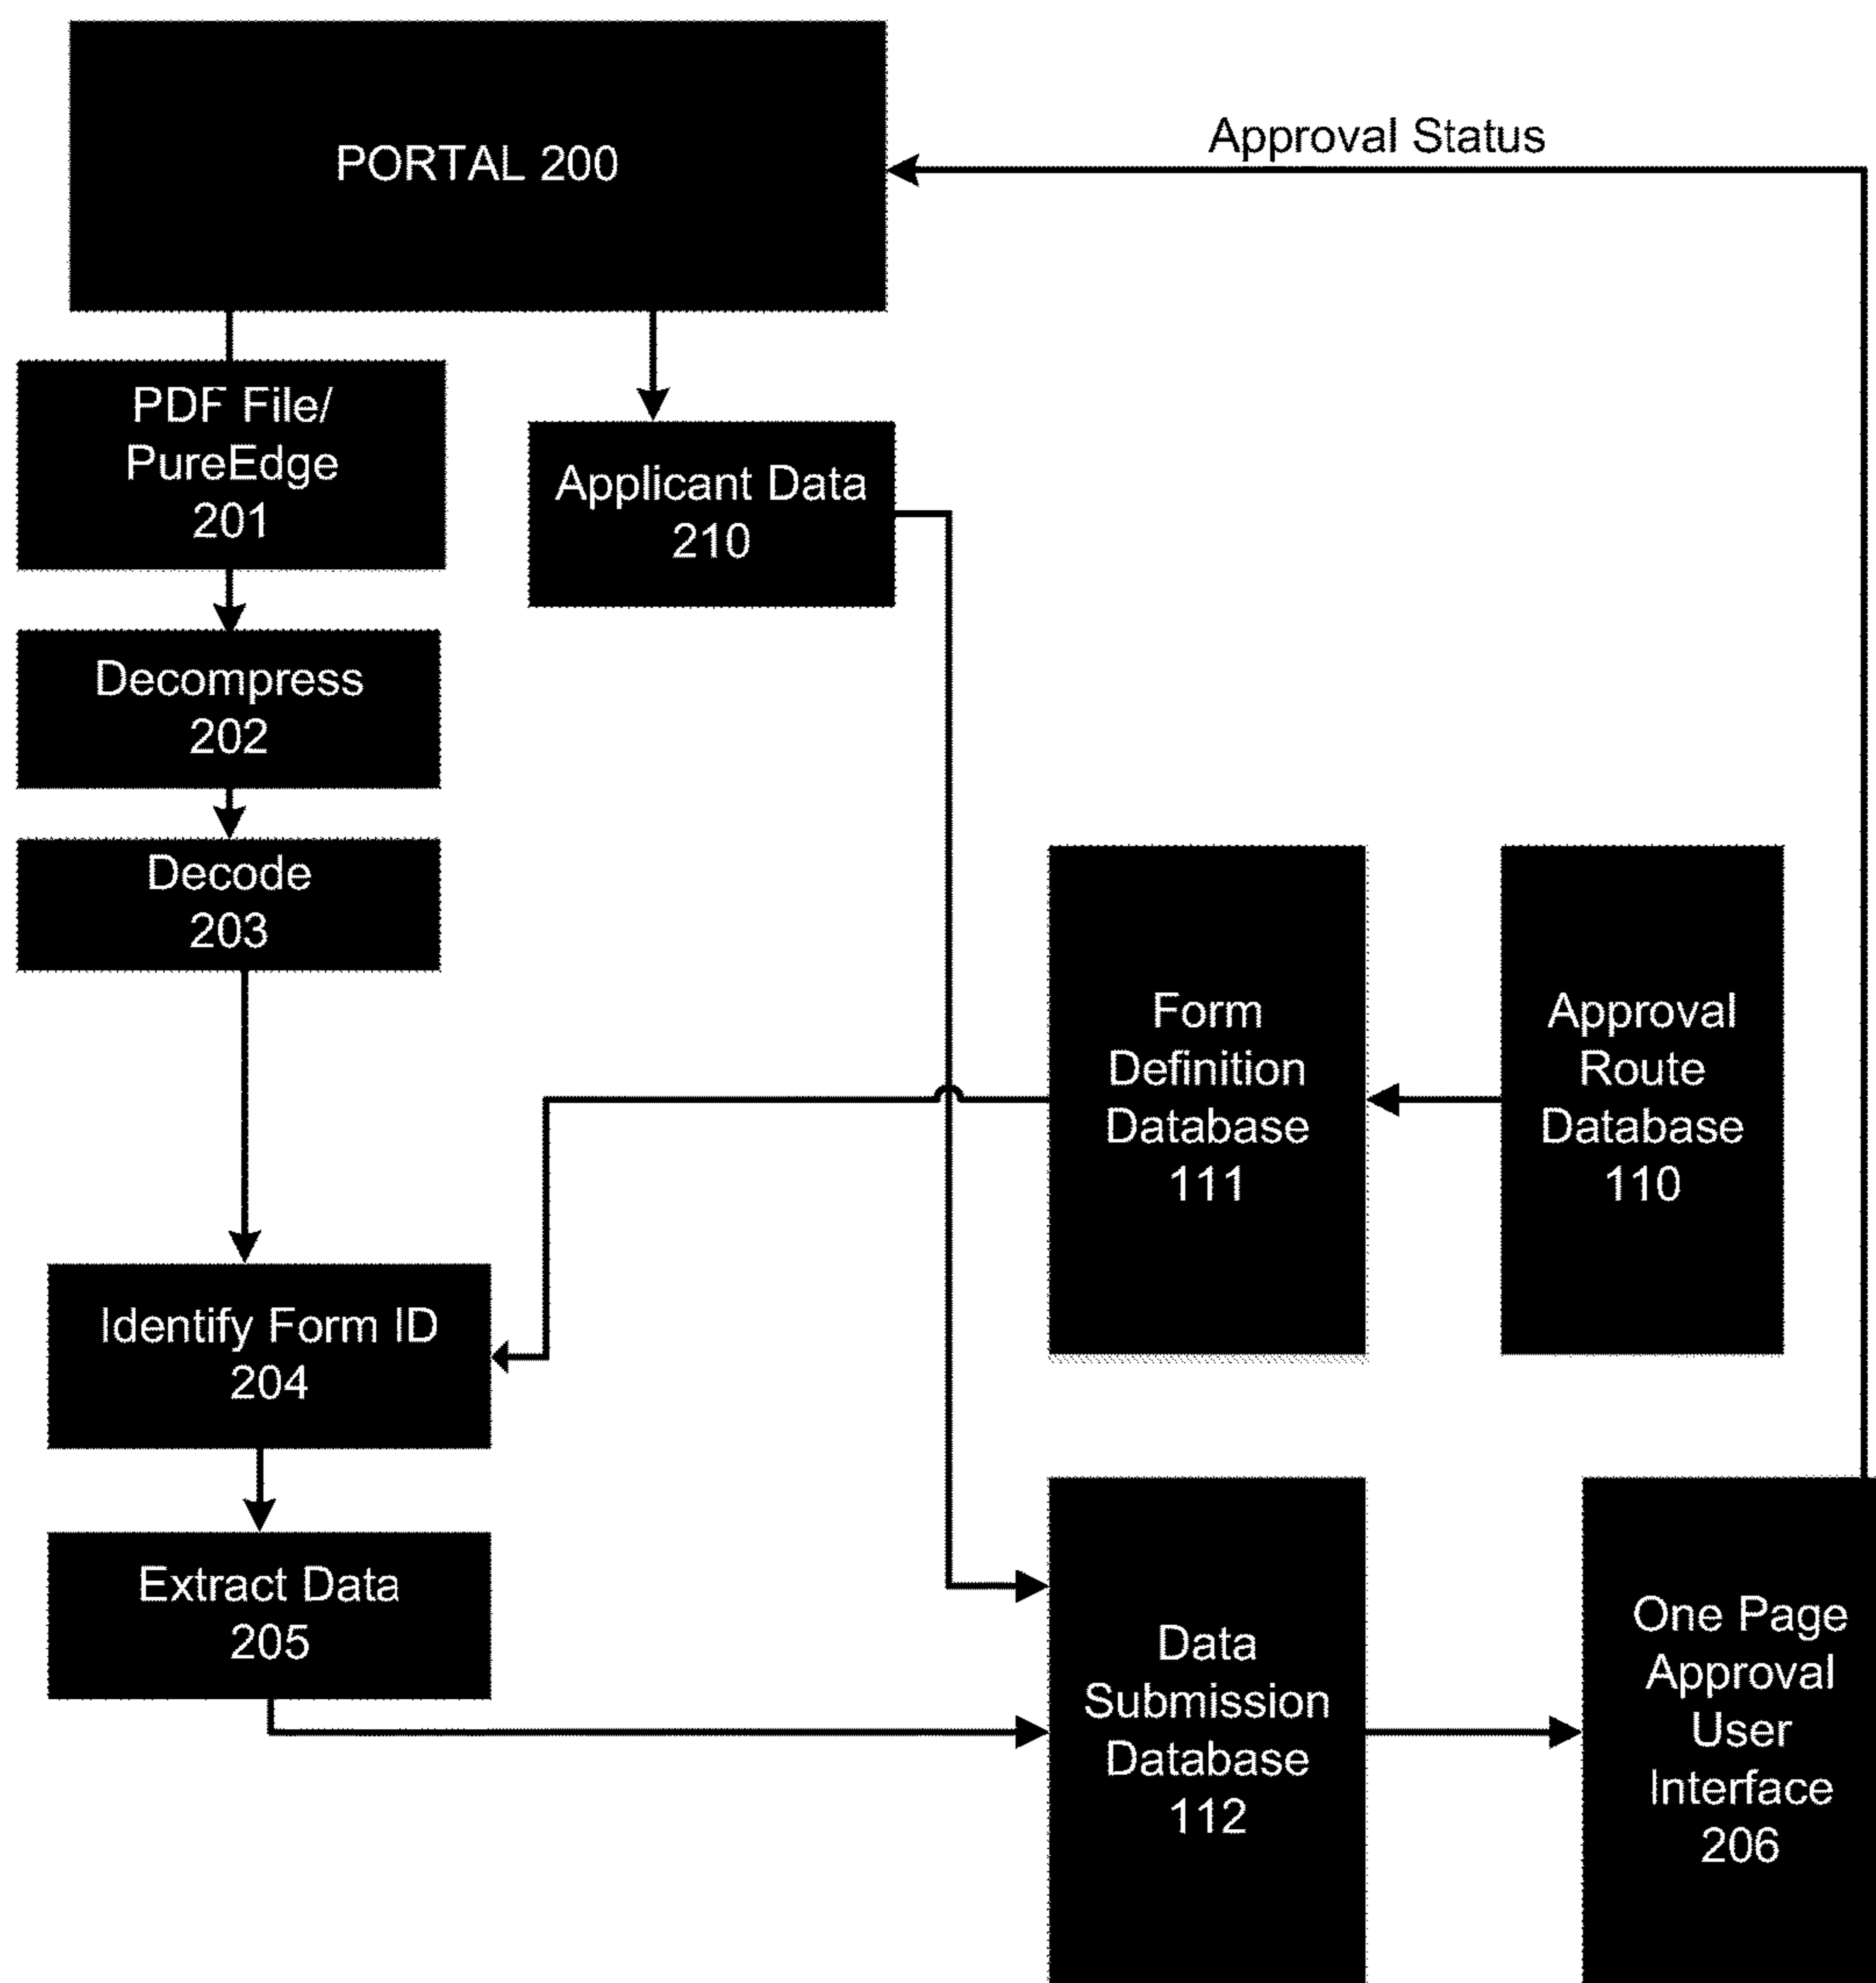 PORTAL 200
Approval Status
PDF File/
PureEdge
201
Applicant Data
210
Decompress
202
Decode
203
Form
Definition
Database
111
Approval
Route
Database
110
Identify Form ID
204
Extract Data
205
Data
Submission
Database
112
One Page
Approval
User
Interface
206